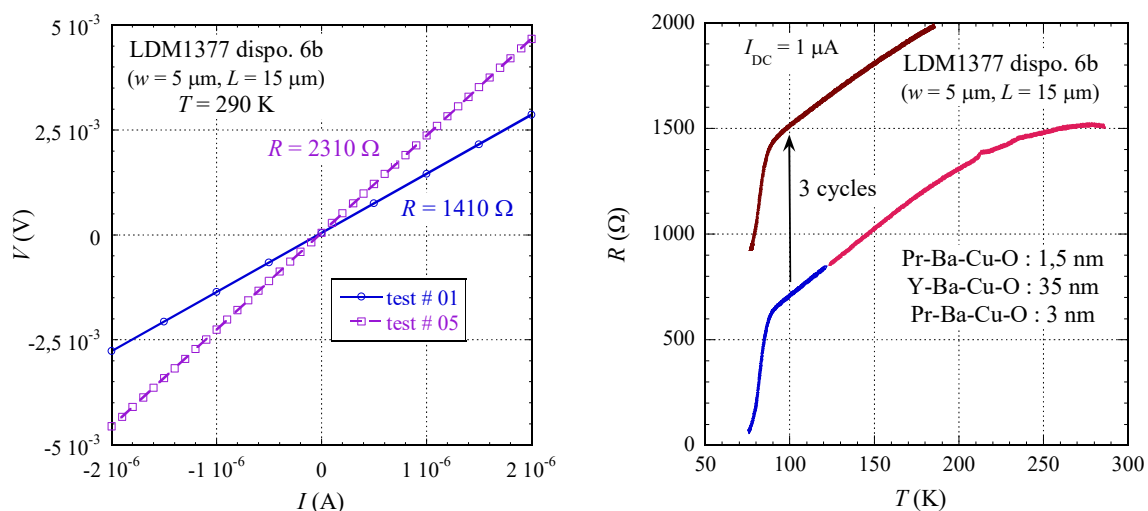 5 10-3
2,5 10-3
0
-2,5 10-3
-5 10-3
V (V)
LDM1377 dispo. 6b
(w = 5 µm, L = 15 µm)
T = 290 K
R = 2310 Ω
R = 1410 Ω
test # 01
test # 05
-2 10-6
-1 10-6
0
1 10-6
2 10-6
I (A)
2000
1500
1000
500
0
R (Ω)
IDC = 1 µA
LDM1377 dispo. 6b
(w = 5 µm, L = 15 µm)
3 cycles
Pr-Ba-Cu-O : 1,5 nm
Y-Ba-Cu-O : 35 nm
Pr-Ba-Cu-O : 3 nm
50
100
150
200
250
300
T (K)